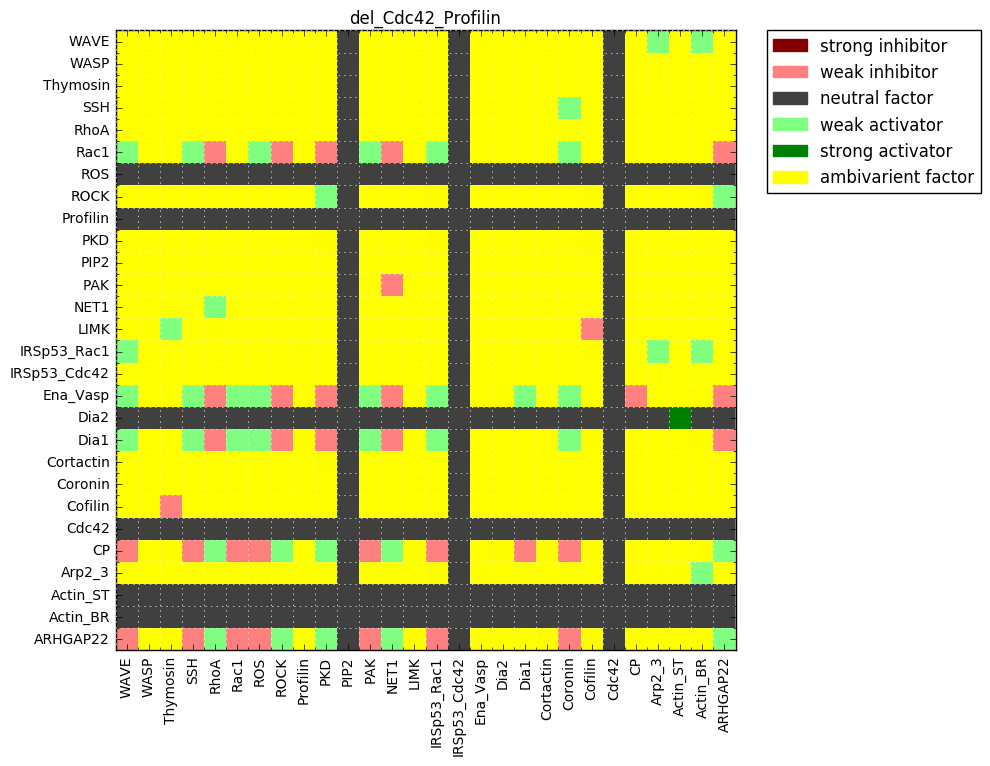 del_Cdc42_Profilin
WAVE
WASP
Thymosin
SSH
RhoA
Rac1
ROS
ROCK
Profilin
PKD
PIP2
PAK
NET1
LIMK
IRSp53_Rac1
IRSp53_Cdc42
Ena_Vasp
Dia2
Dia1
Cortactin
Coronin
Cofilin
Cdc42
CP
Arp2_3
Actin_ST
Actin_BR
ARHGAP22
WAVE
WASP
Thymosin
SSH
RhoA
Rac1
ROS
ROCK
Profilin
PKD
PIP2
PAK
NET1
LIMK
IRSp53_Rac1
IRSp53_Cdc42
Ena_Vasp
Dia2
Dia1
Cortactin
Coronin
Cofilin
Cdc42
CP
Arp2_3
Actin_ST
Actin_BR
ARHGAP22
strong inhibitor
weak inhibitor
neutral factor
weak activator
strong activator
ambivarient factor